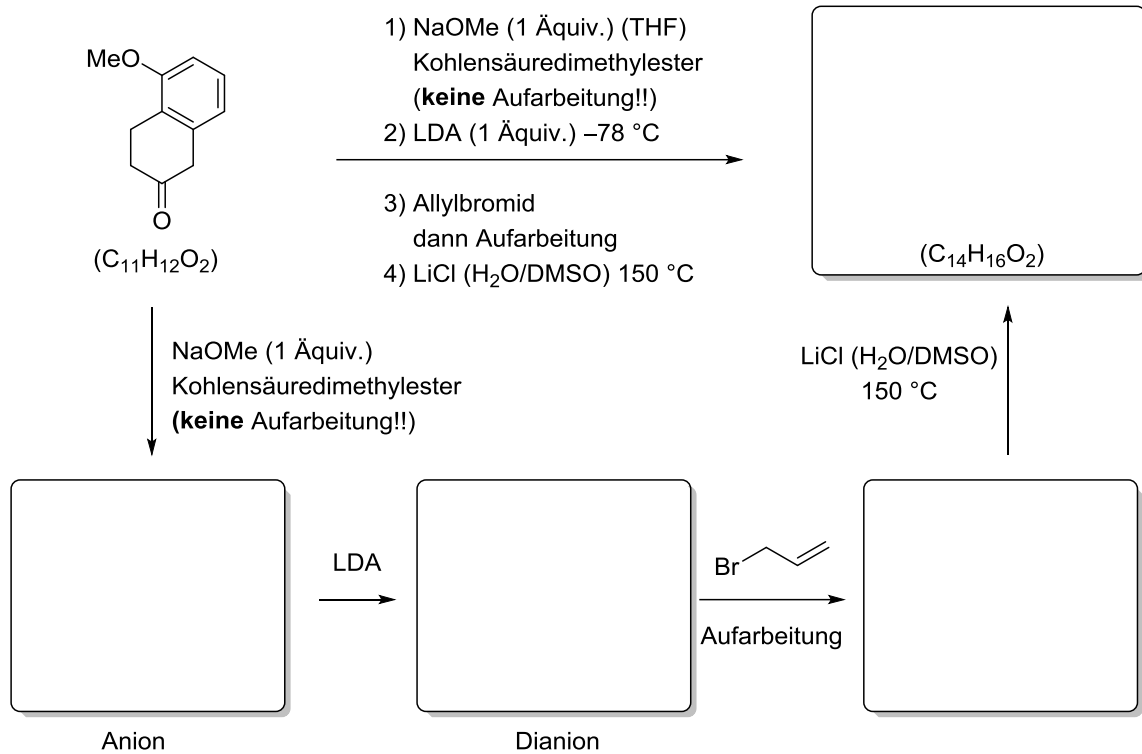 MeO
O
(C11H12O2)
1) NaOMe (1 Äquiv.) (THF)
Kohlensäuredimethylester
(keine Aufarbeitung!!)
2) LDA (1 Äquiv.) –78 °C
3) Allylbromid
dann Aufarbeitung
4) LiCl (H2O/DMSO) 150 °C
(C14H16O2)
NaOMe (1 Äquiv.)
Kohlensäuredimethylester
(keine Aufarbeitung!!)
LiCl (H2O/DMSO)
150 °C
LDA
Br
Aufarbeitung
Anion
Dianion